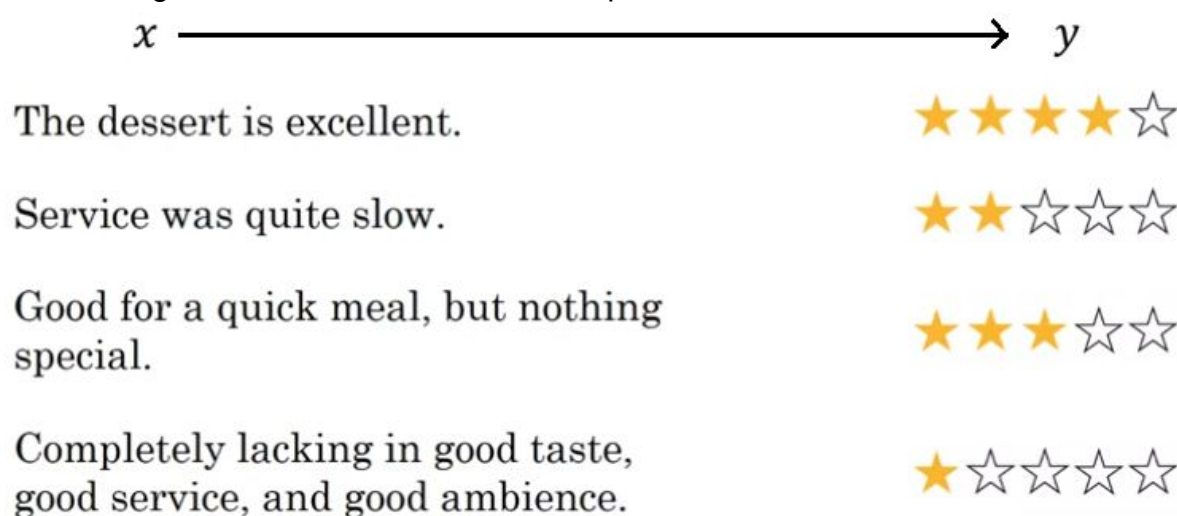 x y
The dessert is excellent.
Service was quite slow.
Good for a quick meal, but nothing
special.
Completely lacking in good taste,
good service, and good ambience.